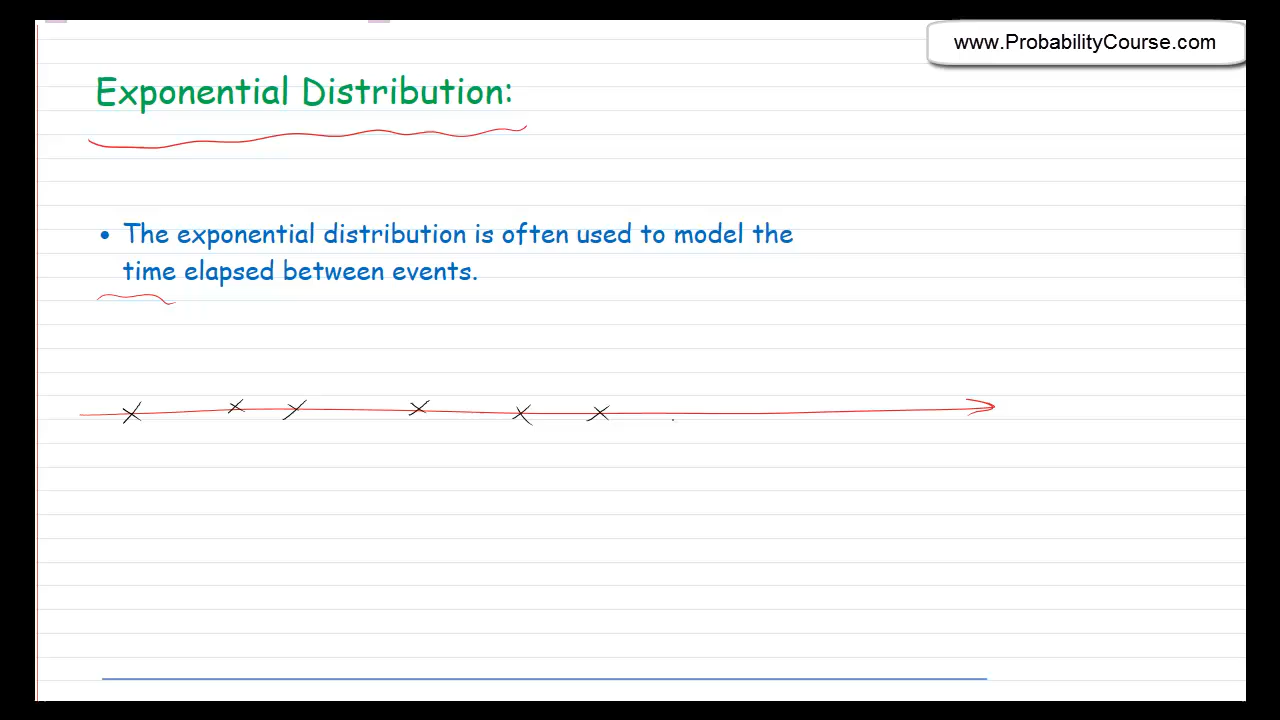 www.ProbabilityCourse.com
Exponential Distribution:
• The exponential distribution is often used to model the
time elapsed between events.